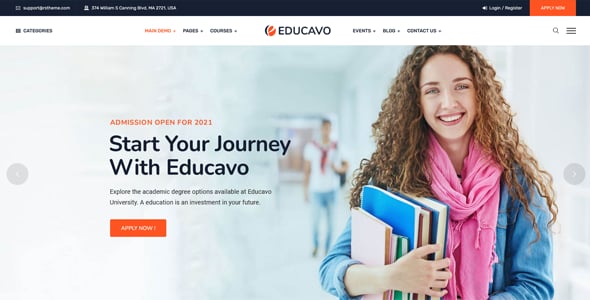 support@rstheme.com 374 William S Canning Blvd, MA 2721, USA Login / Register APPLY NOW
CATEGORIES MAIN DEMO PAGES COURSES EDUCAVO EVENTS BLOG CONTACT US
ADMISSION OPEN FOR 2021
Start Your Journey
With Educavo
Explore the academic degree options available at Educavo
University. A education is an investment in your future.
APPLY NOW !